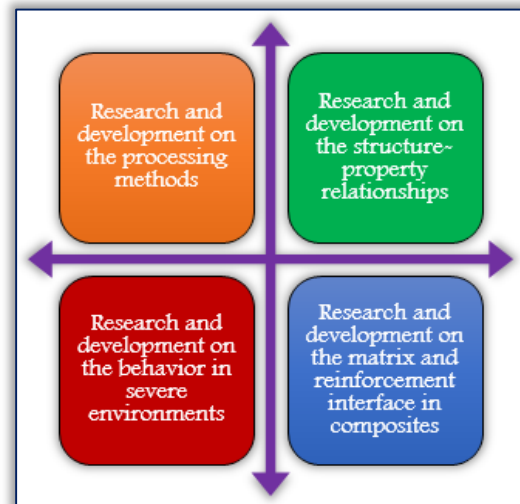 Research and
development on
the processing
methods
Research and
development on
the structure-
property
relationships
Research and
development on
the behavior in
severe
environments
Research and
development on
the matrix and
reinforcement
interface in
composites